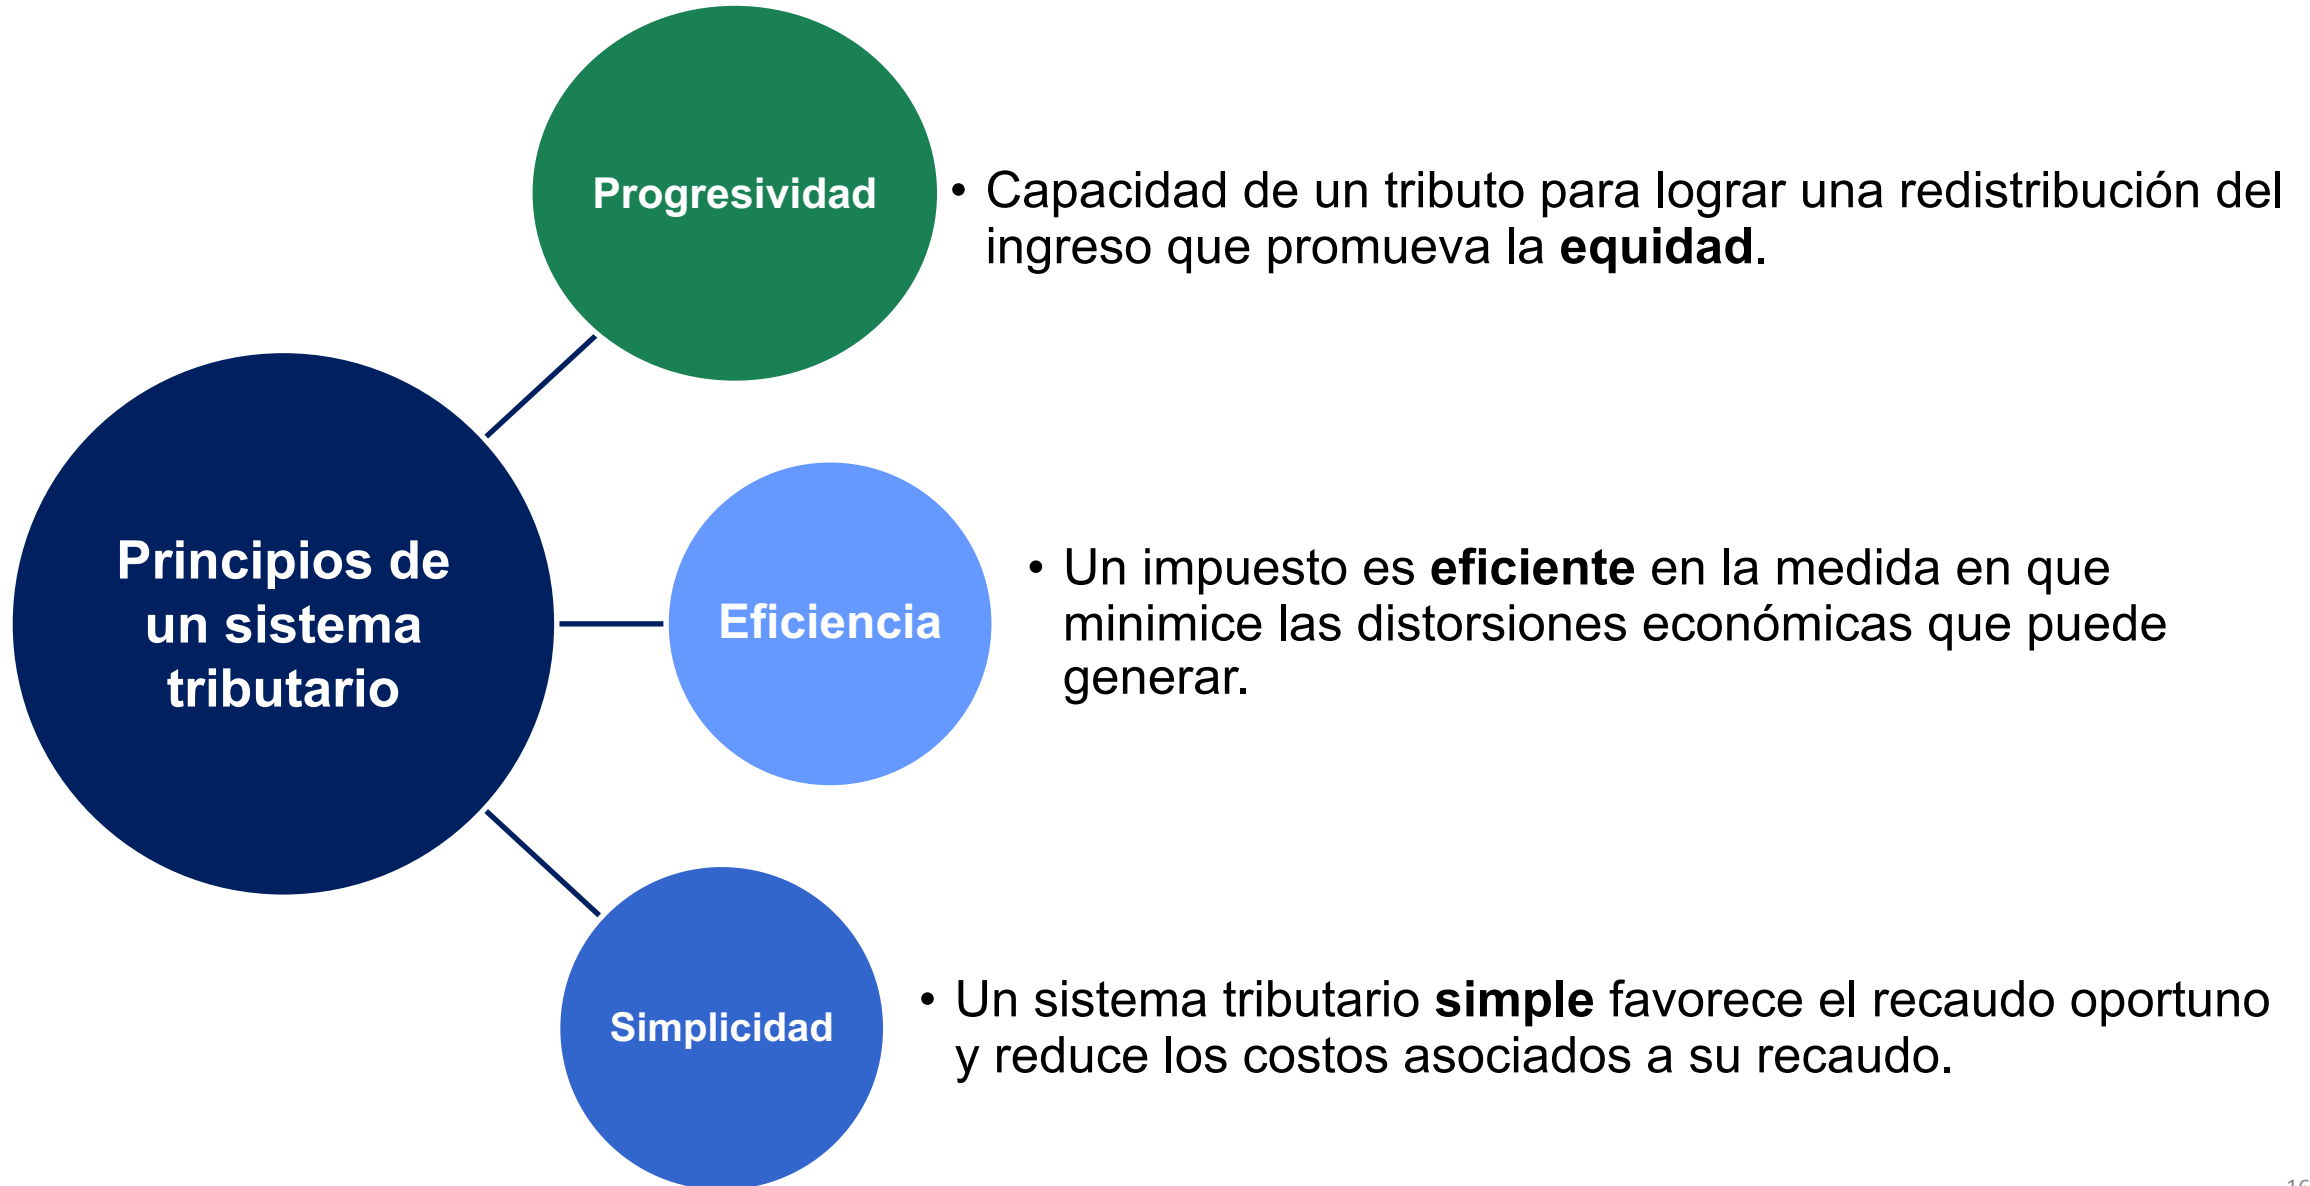 Progresividad
• Capacidad de un tributo para lograr una redistribución del
ingreso que promueva la equidad.
Principios de
un sistema
tributario
Eficiencia
• Un impuesto es eficiente en la medida en que
minimice las distorsiones económicas que puede
generar.
Simplicidad
• Un sistema tributario simple favorece el recaudo oportuno
y reduce los costos asociados a su recaudo.
16